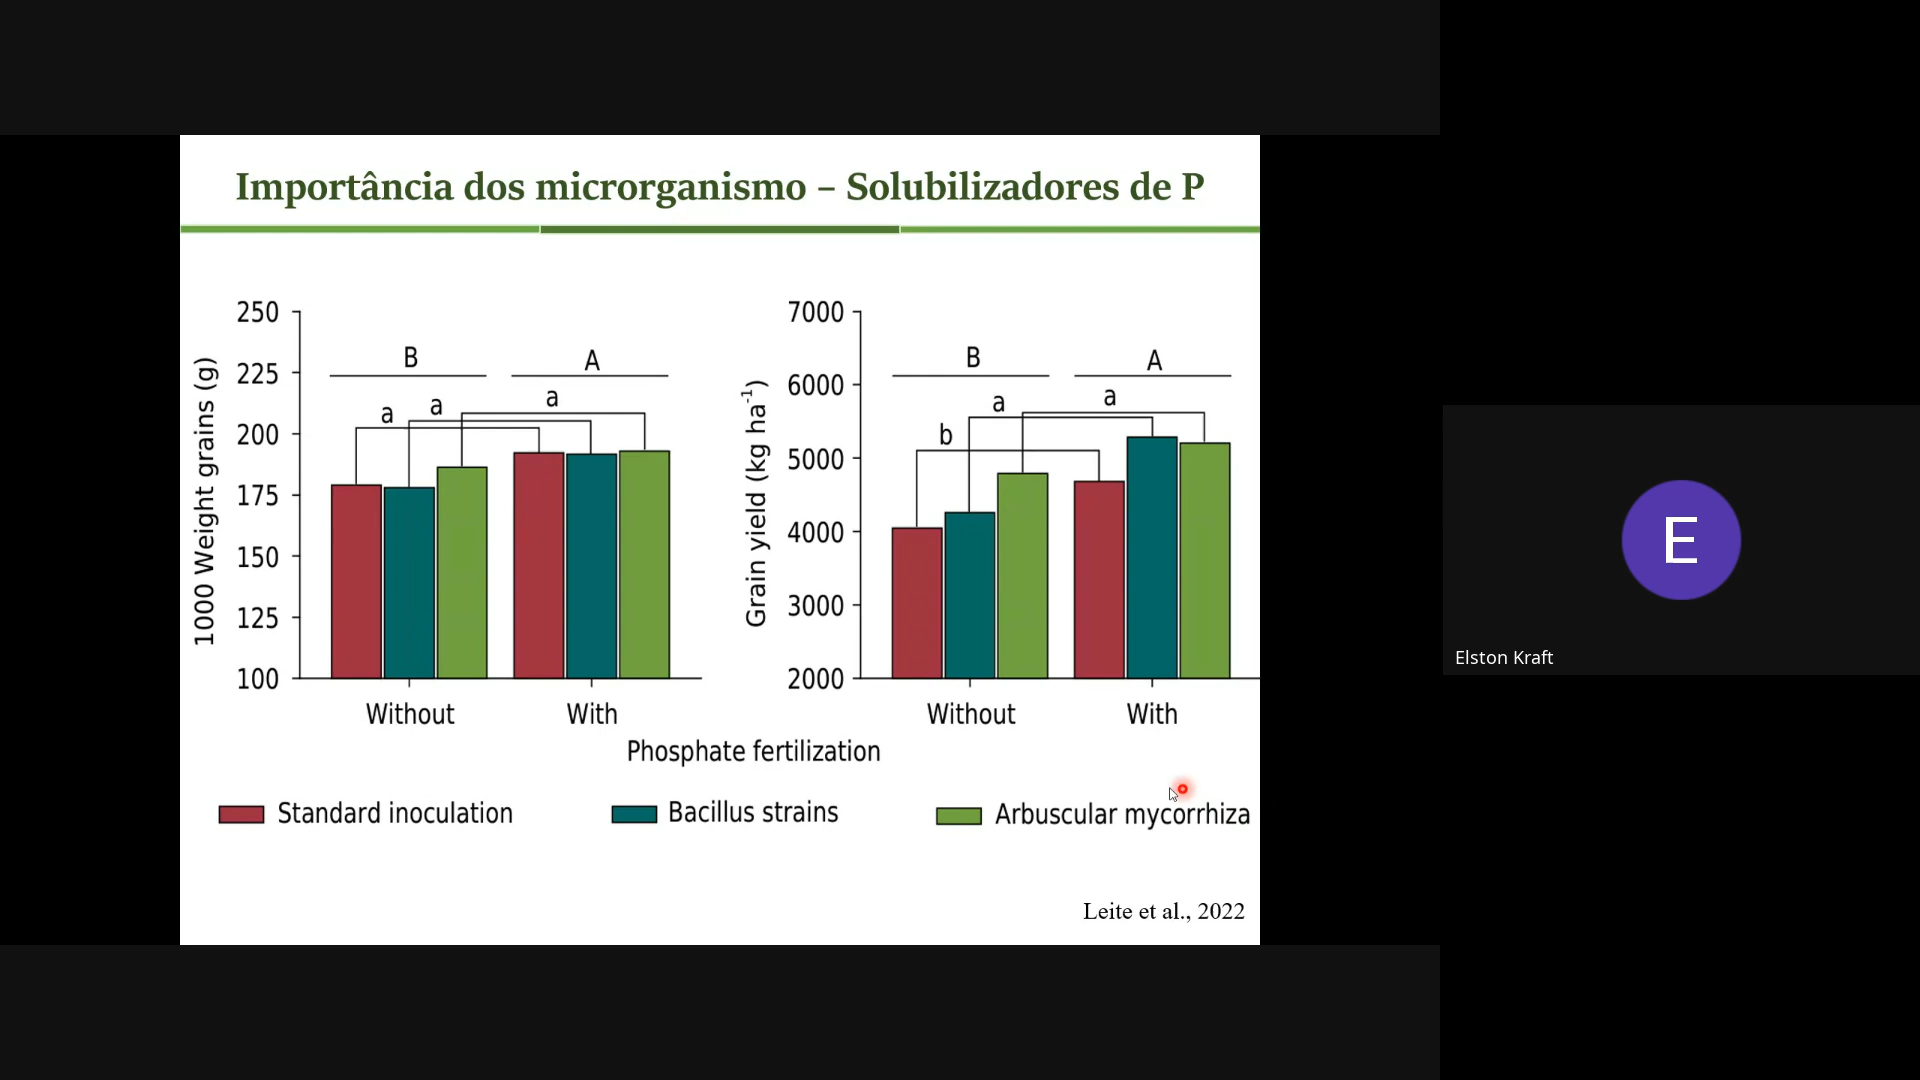 Importância dos microrganismo – Solubilizadores de P
250
225
200
175
150
125
100
1000 Weight grains (g)
B
A
a
a
a
Without
With
7000
6000
5000
4000
3000
2000
Grain yield (kg ha⁻¹)
B
A
b
a
a
Without
With
Phosphate fertilization
Standard inoculation
Bacillus strains
Arbuscular mycorrhiza
Leite et al., 2022
E
Elston Kraft